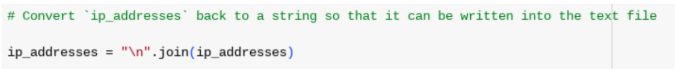 # Convert `ip_addresses` back to a string so that it can be written into the text file
ip_addresses = "\n".join(ip_addresses)